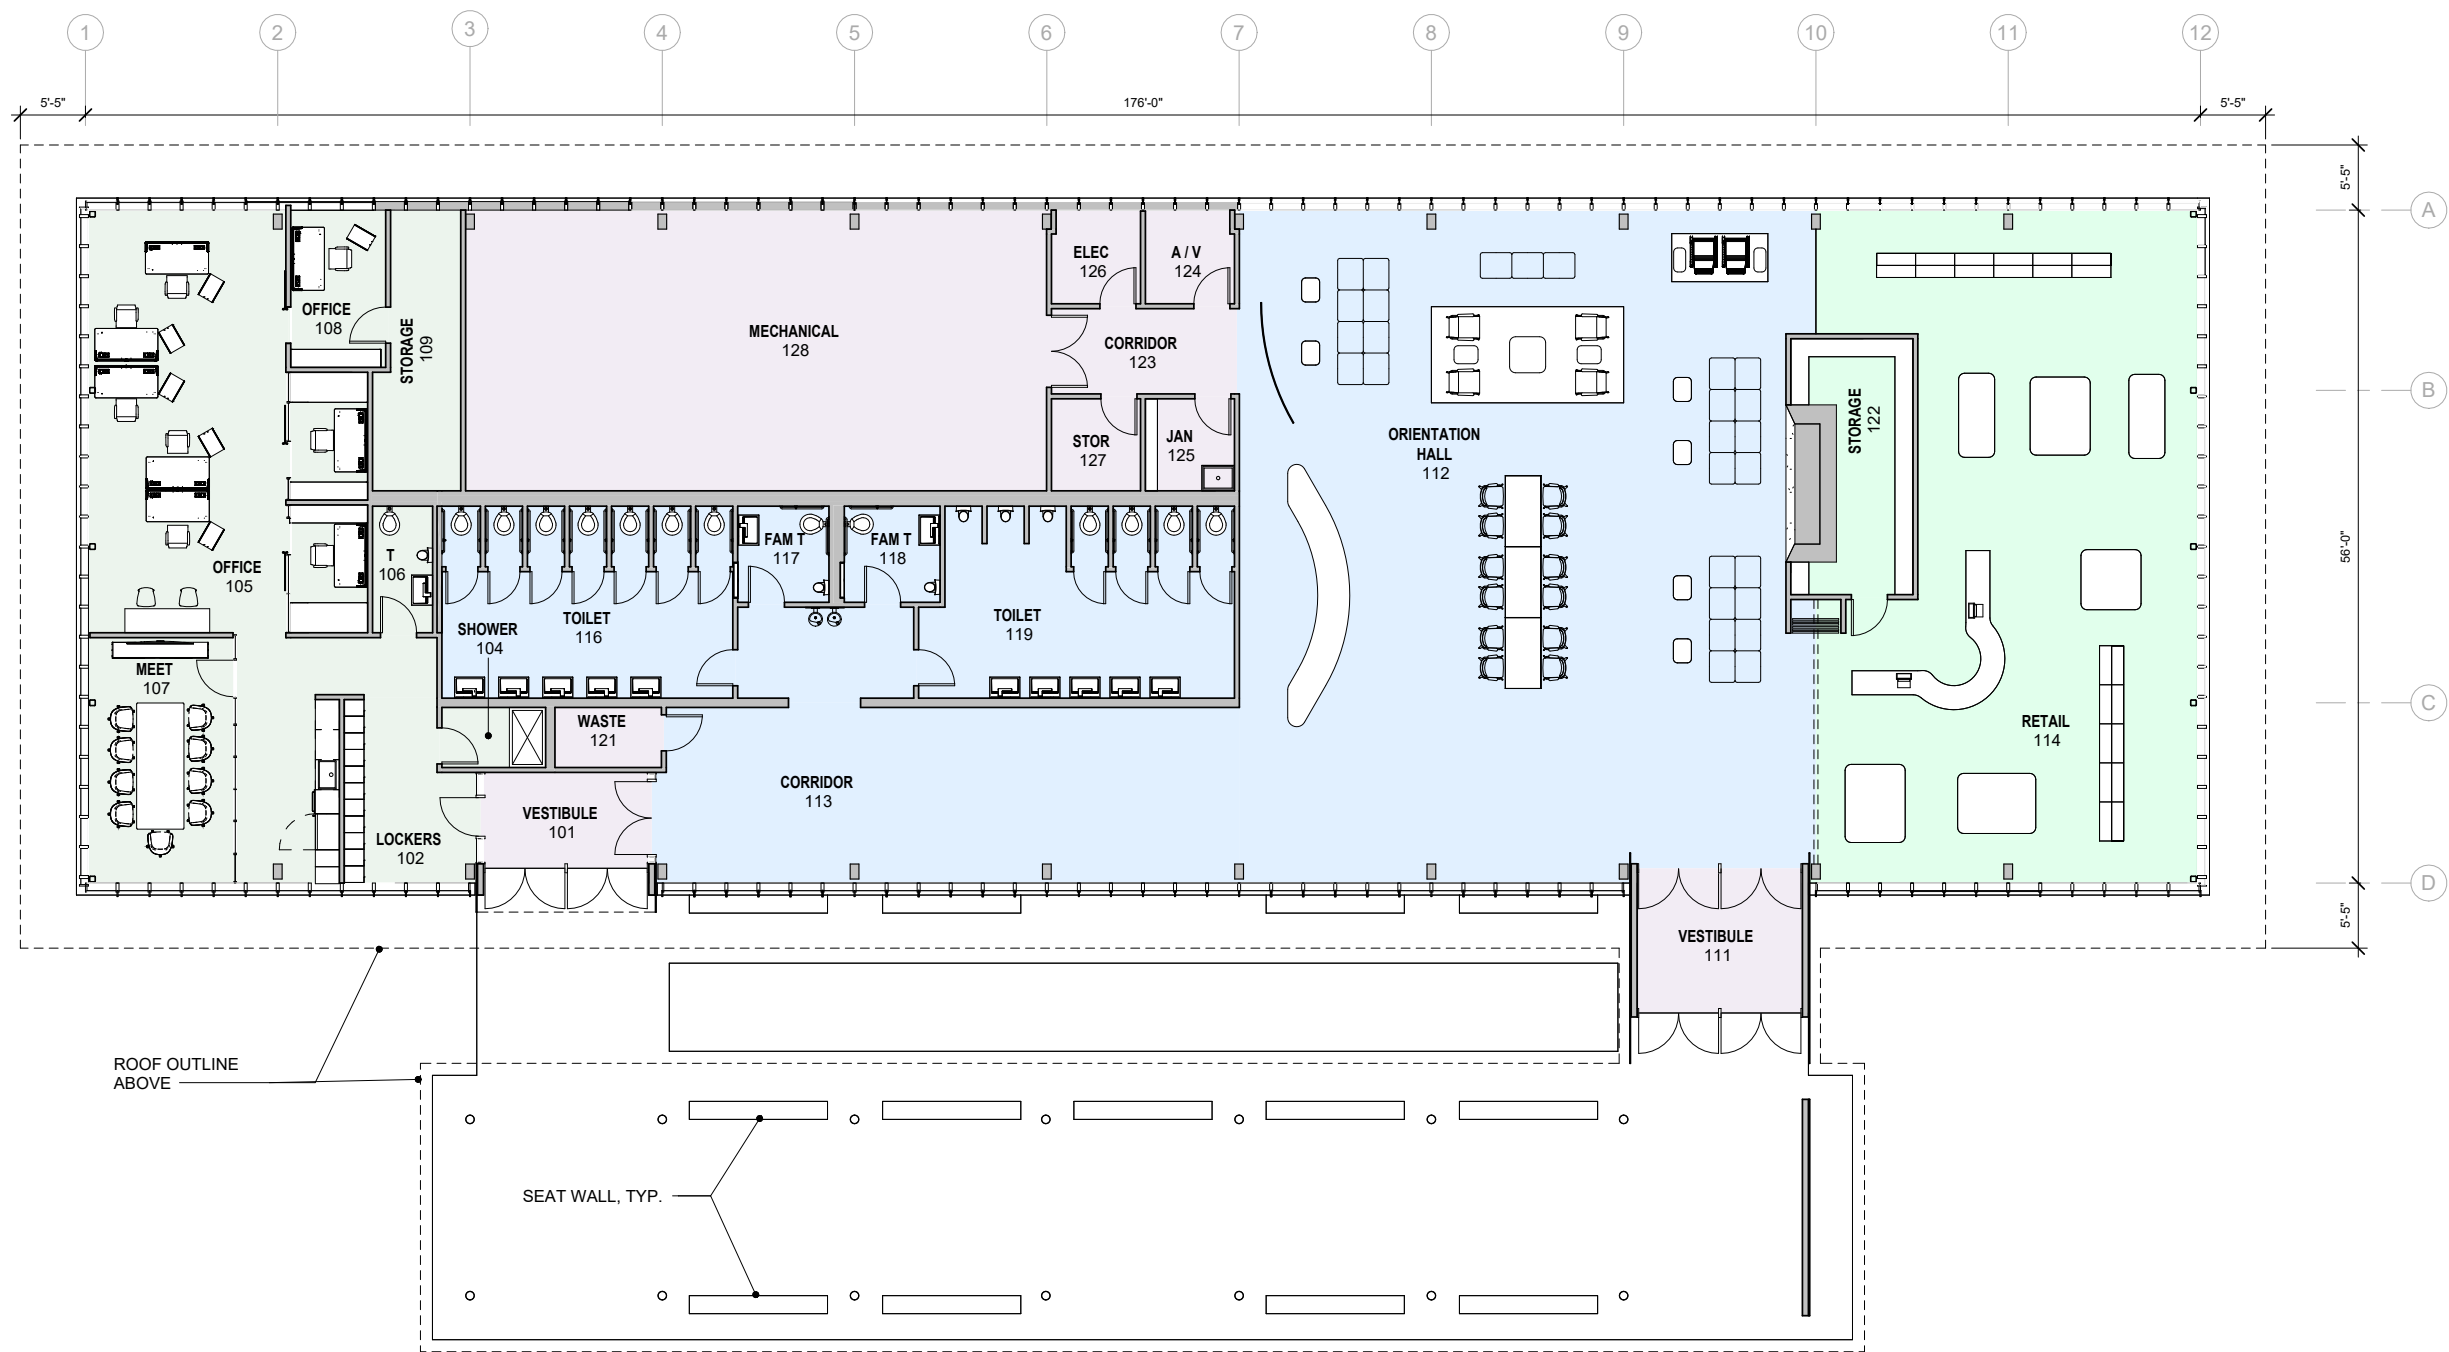 1 2 3 4 5 6 7 8 9 10 11 12
5'-5" 176'-0" 5'-5"
5'-5"
A
ELEC
126
A / V
124
OFFICE
108
STORAGE
109
MECHANICAL
128
CORRIDOR
123
B
STORAGE
122
ORIENTATION
HALL
112
STOR
127
JAN
125
56'-0"
T
106
FAM T
117
FAM T
118
OFFICE
105
SHOWER
104
TOILET
116
TOILET
119
MEET
107
C
WASTE
121
RETAIL
114
CORRIDOR
113
VESTIBULE
101
LOCKERS
102
D
5'-5"
VESTIBULE
111
ROOF OUTLINE
ABOVE
SEAT WALL, TYP.